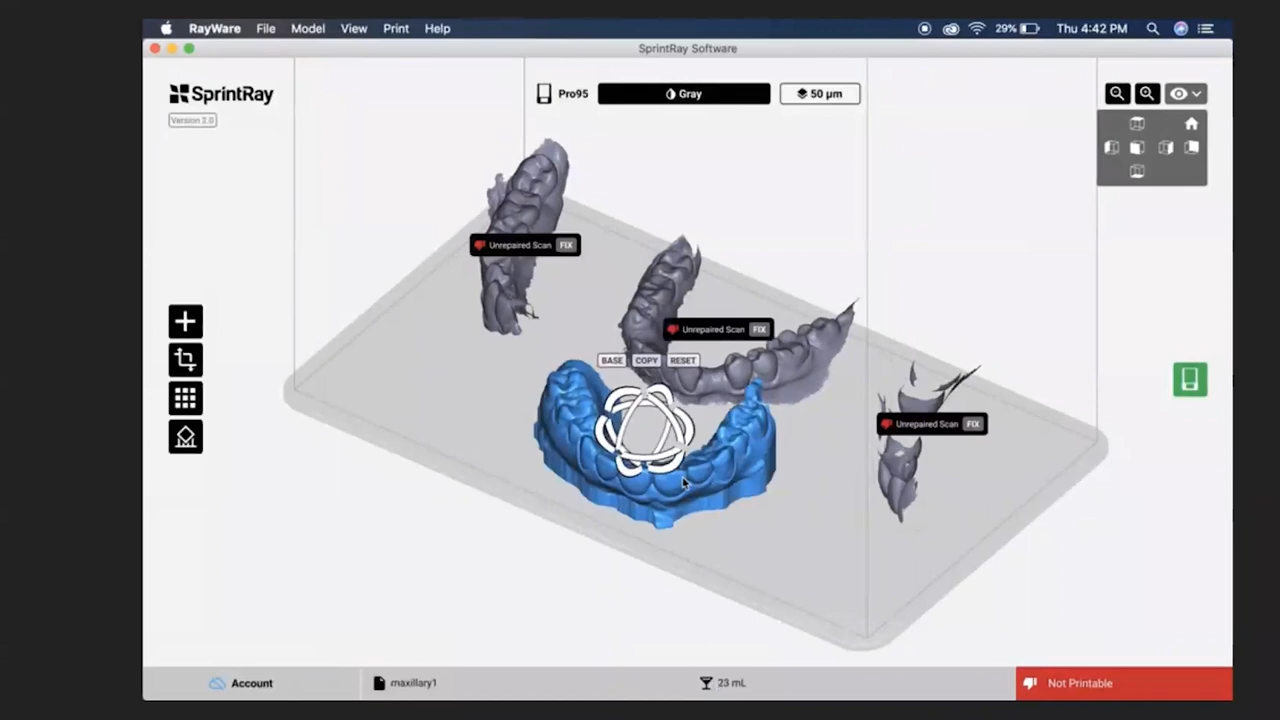 RayWare File Model View Print Help 29% Thu 4:42 PM
SprintRay Software
SprintRay
Version 2.0
Pro95 Gray 50 µm
Unrepaired Scan FIX
Unrepaired Scan FIX
BASE COPY RESET
Unrepaired Scan FIX
Account maxillary1 23 mL Not Printable